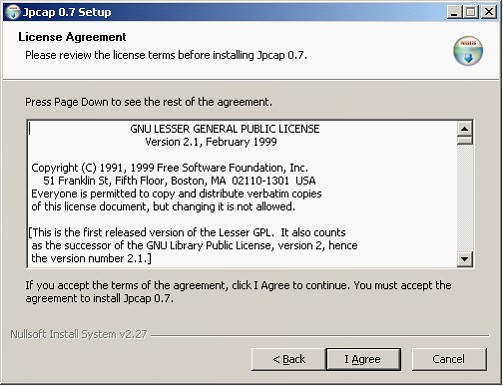 Jpcap 0.7 Setup
License Agreement
Please review the license terms before installing Jpcap 0.7.
Press Page Down to see the rest of the agreement.
GNU LESSER GENERAL PUBLIC LICENSE
Version 2.1, February 1999
Copyright (C) 1991, 1999 Free Software Foundation, Inc.
51 Franklin St, Fifth Floor, Boston, MA  02110-1301  USA
Everyone is permitted to copy and distribute verbatim copies
of this license document, but changing it is not allowed.
[This is the first released version of the Lesser GPL.  It also counts
as the successor of the GNU Library Public License, version 2, hence
the version number 2.1.]
If you accept the terms of the agreement, click I Agree to continue. You must accept the
agreement to install Jpcap 0.7.
Nullsoft Install System v2.27
< Back
I Agree
Cancel